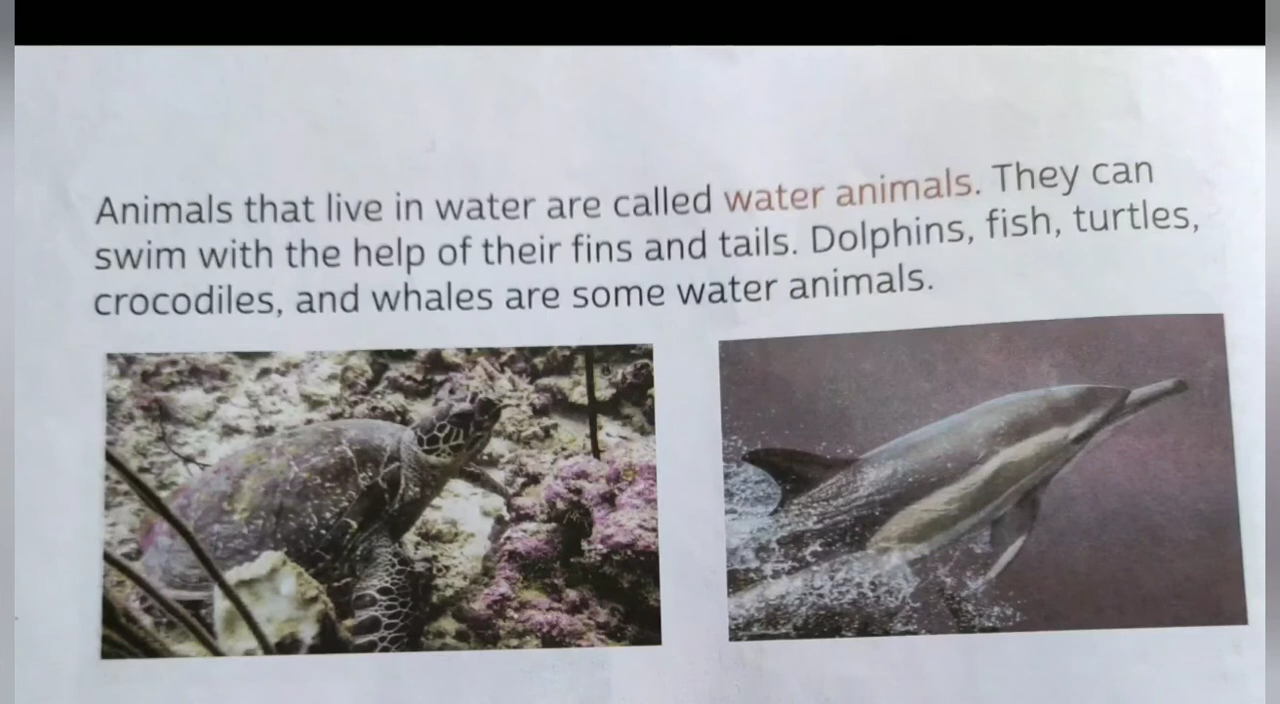 Animals that live in water are called water animals. They can
swim with the help of their fins and tails. Dolphins, fish, turtles,
crocodiles, and whales are some water animals.